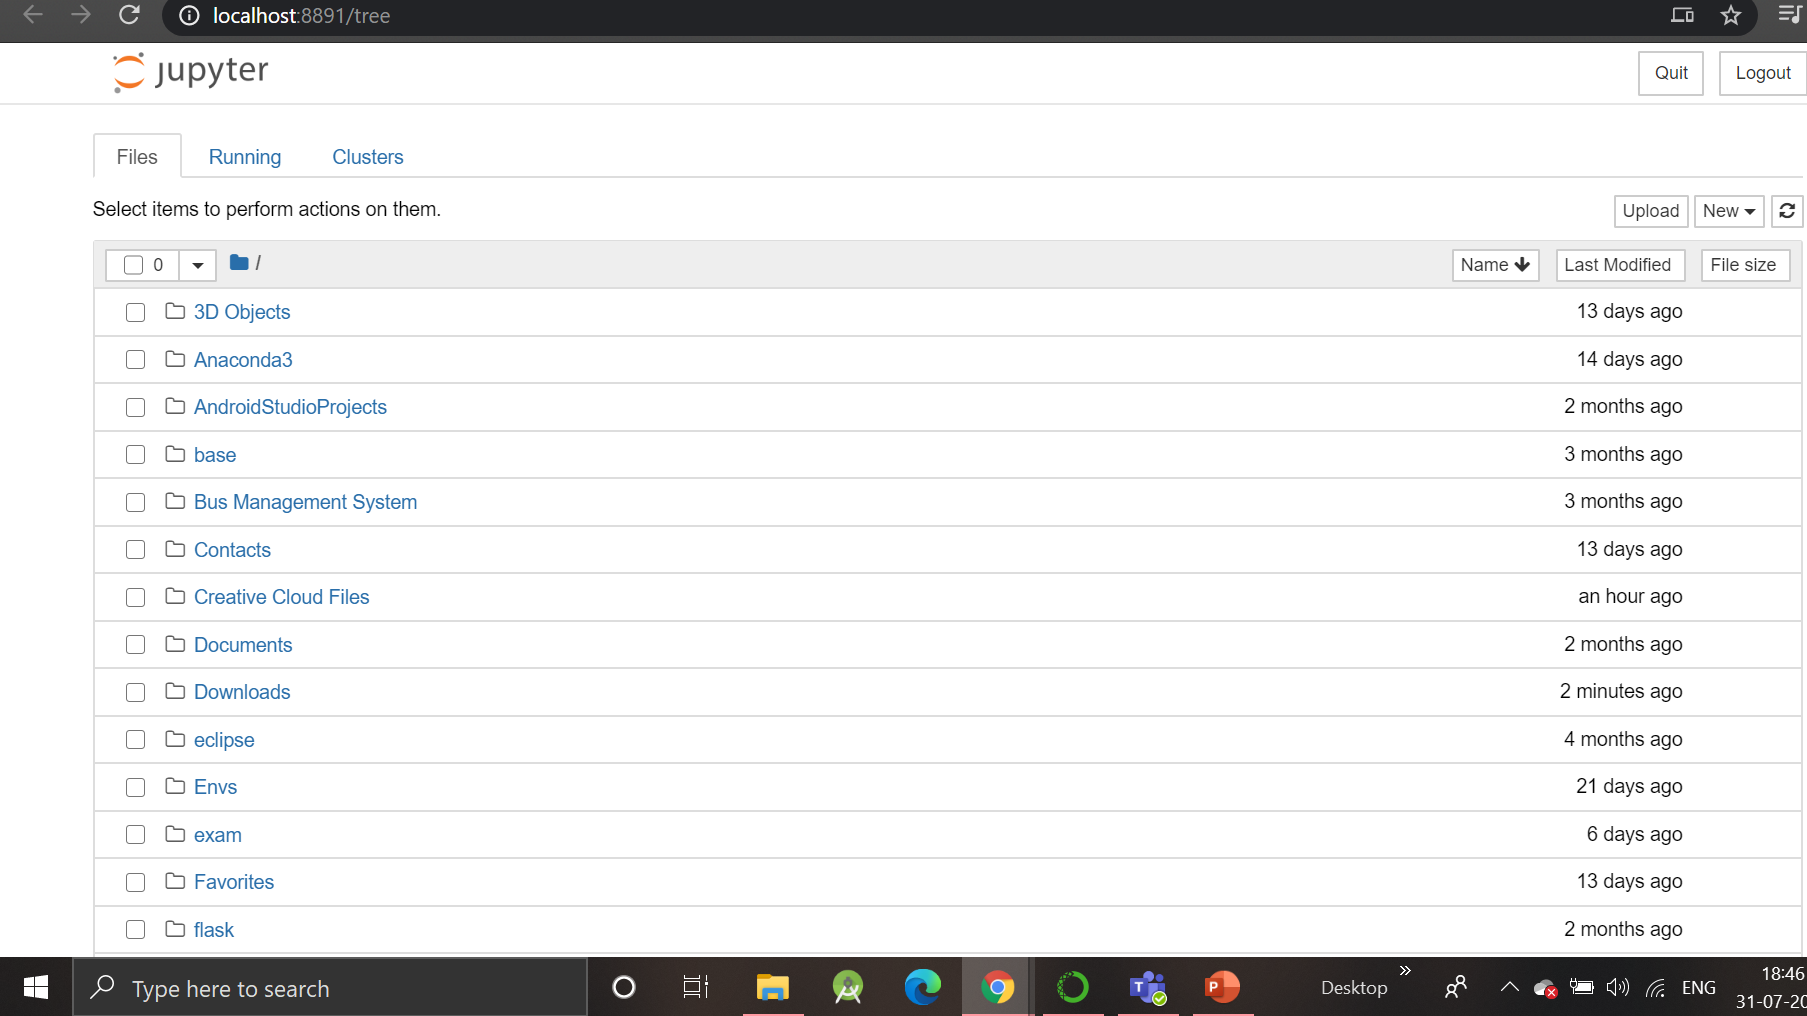 localhost:8891/tree
jupyter
Quit
Logout
Files
Running
Clusters
Select items to perform actions on them.
Upload
New
0
/
Name
Last Modified
File size
3D Objects 13 days ago
Anaconda3 14 days ago
AndroidStudioProjects 2 months ago
base 3 months ago
Bus Management System 3 months ago
Contacts 13 days ago
Creative Cloud Files an hour ago
Documents 2 months ago
Downloads 2 minutes ago
eclipse 4 months ago
Envs 21 days ago
exam 6 days ago
Favorites 13 days ago
flask 2 months ago
Type here to search
T
P
Desktop
ENG
18:46
31-07-20